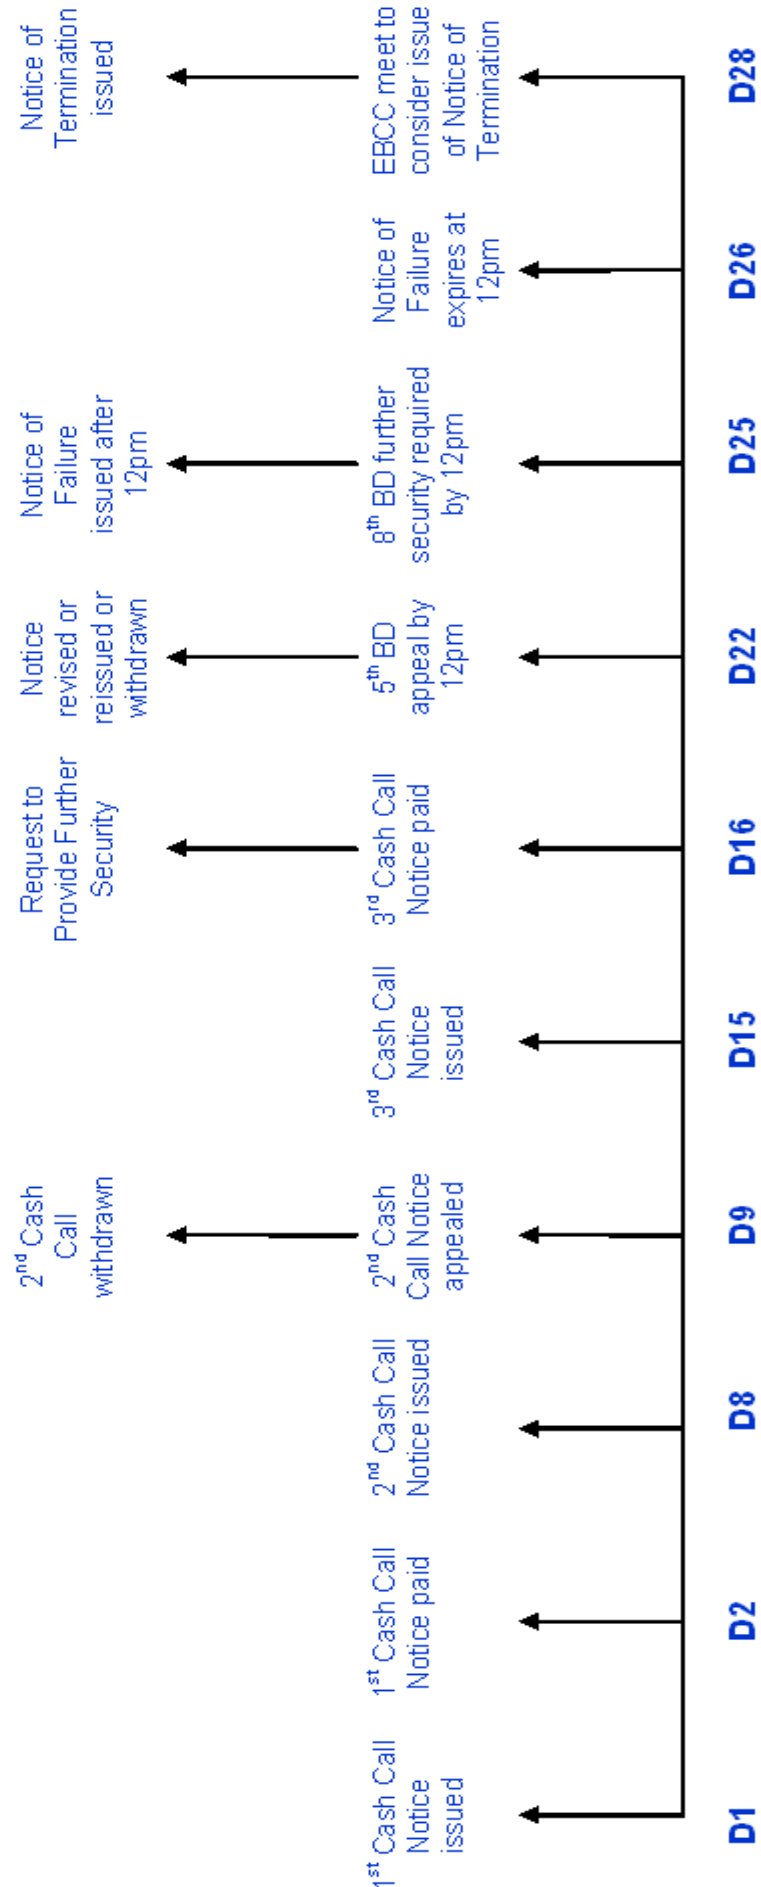 2nd Cash
Call
withdrawn
Request to
Provide Further
Security
Notice
revised or
reissued or
withdrawn
Notice of
Failure
issued after
12pm
Notice of
Termination
issued
1st Cash Call
Notice
issued
1st Cash Call
Notice paid
2nd Cash Call
Notice issued
2nd Cash
Call Notice
appealed
3rd Cash Call
Notice
issued
3rd Cash Call
Notice paid
5th BD
appeal by
12pm
8th BD further
security required
by 12pm
Notice of
Failure
expires at
12pm
EBCC meet to
consider issue
of Notice of
Termination
D1
D2
D8
D9
D15
D16
D22
D25
D26
D28